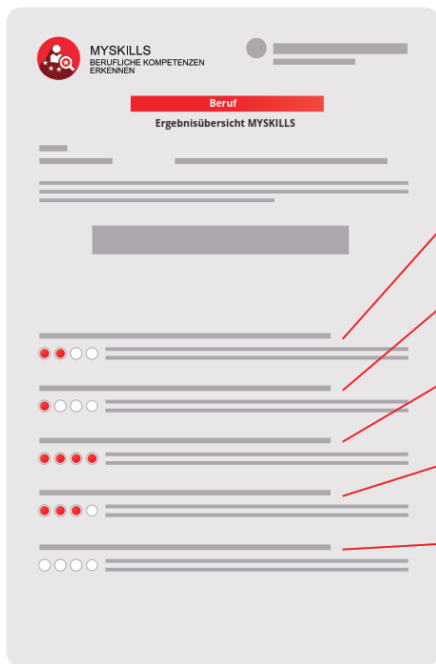 MYSKILLS
BERUFLICHE KOMPETENZEN
ERKENNEN
Beruf
Ergebnisübersicht MYSKILLS